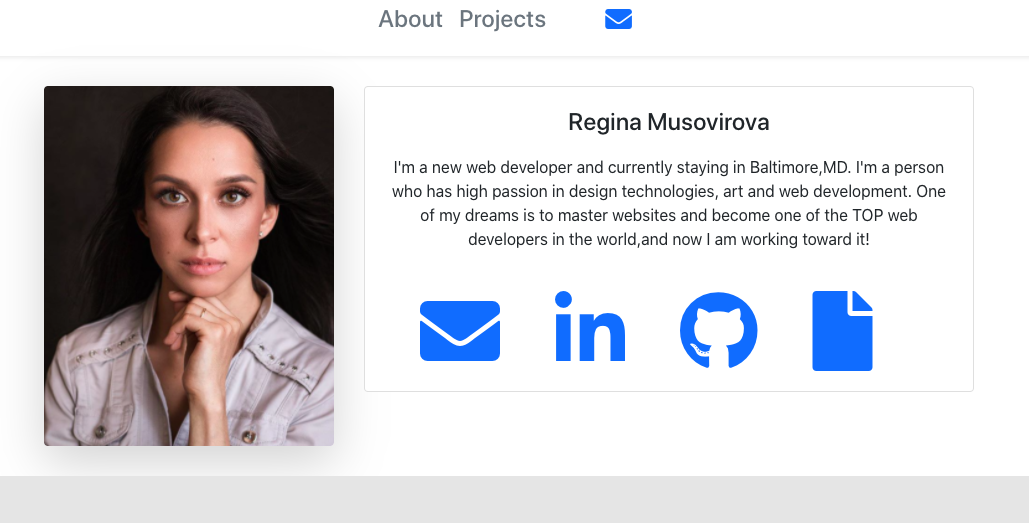 About Projects
Regina Musovirova
I'm a new web developer and currently staying in Baltimore,MD. I'm a person
who has high passion in design technologies, art and web development. One
of my dreams is to master websites and become one of the TOP web
developers in the world,and now I am working toward it!
in